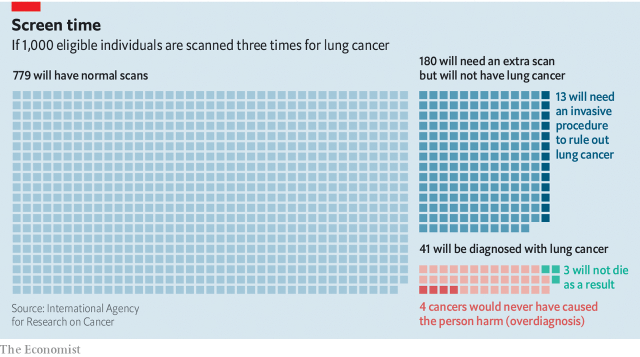 Screen time
If 1,000 eligible individuals are scanned three times for lung cancer
779 will have normal scans
180 will need an extra scan
but will not have lung cancer
13 will need
an invasive
procedure
to rule out
lung cancer
41 will be diagnosed with lung cancer
3 will not die
as a result
4 cancers would never have caused
the person harm (overdiagnosis)
Source: International Agency
for Research on Cancer
The Economist